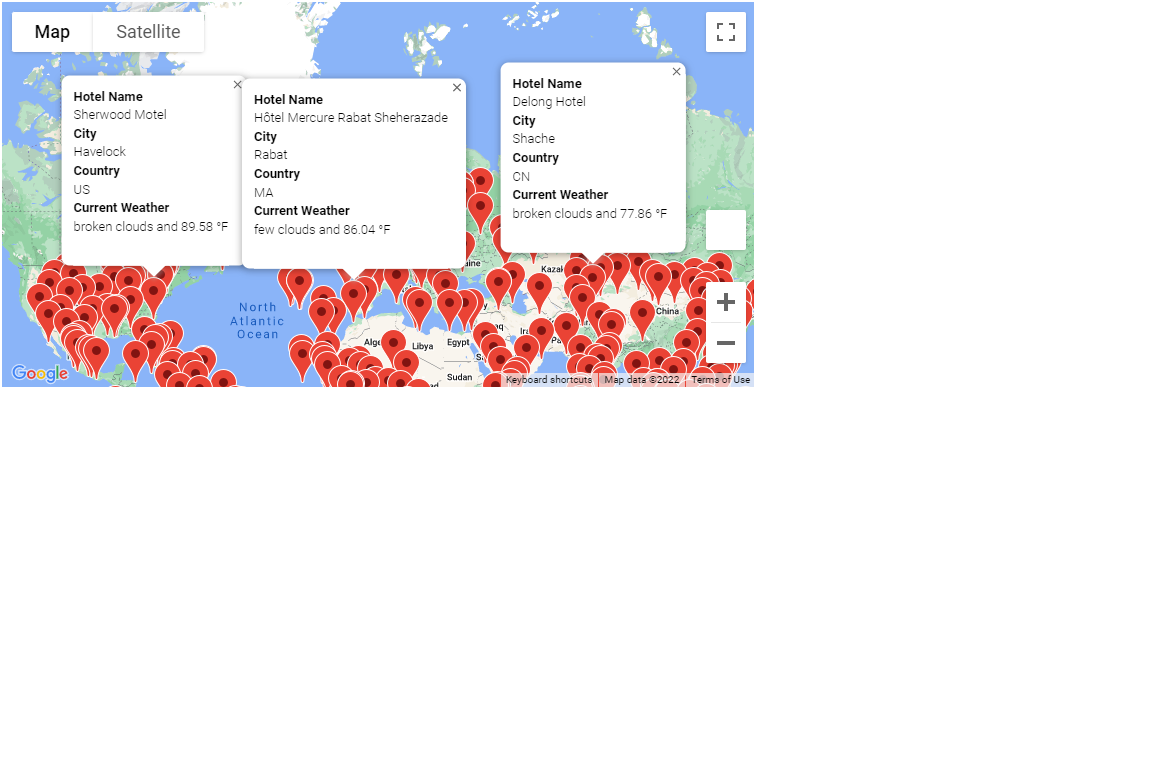 Map
Satellite
Hotel Name
Sherwood Motel
City
Havelock
Country
US
Current Weather
broken clouds and 89.58 °F
Hotel Name
Hôtel Mercure Rabat Sheherazade
City
Rabat
Country
MA
Current Weather
few clouds and 86.04 °F
Hotel Name
Delong Hotel
City
Shache
Country
CN
Current Weather
broken clouds and 77.86 °F
North
Atlantic
Ocean
China
Libya
Egypt
Sudan
Google
Keyboard shortcuts
Map data ©2022
Terms of Use